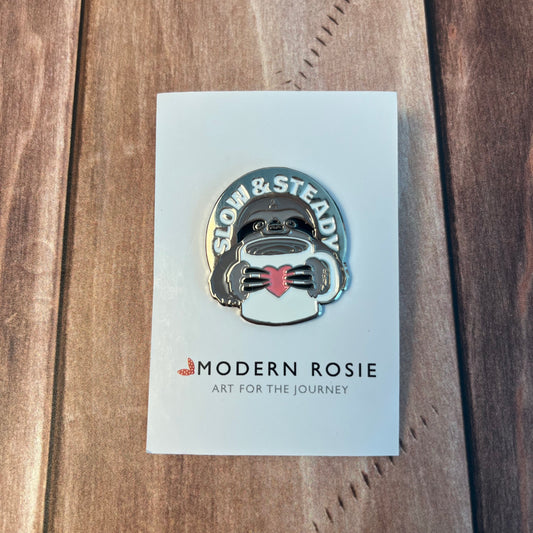 SLOW & STEADY
MODERN ROSIE
ART FOR THE JOURNEY